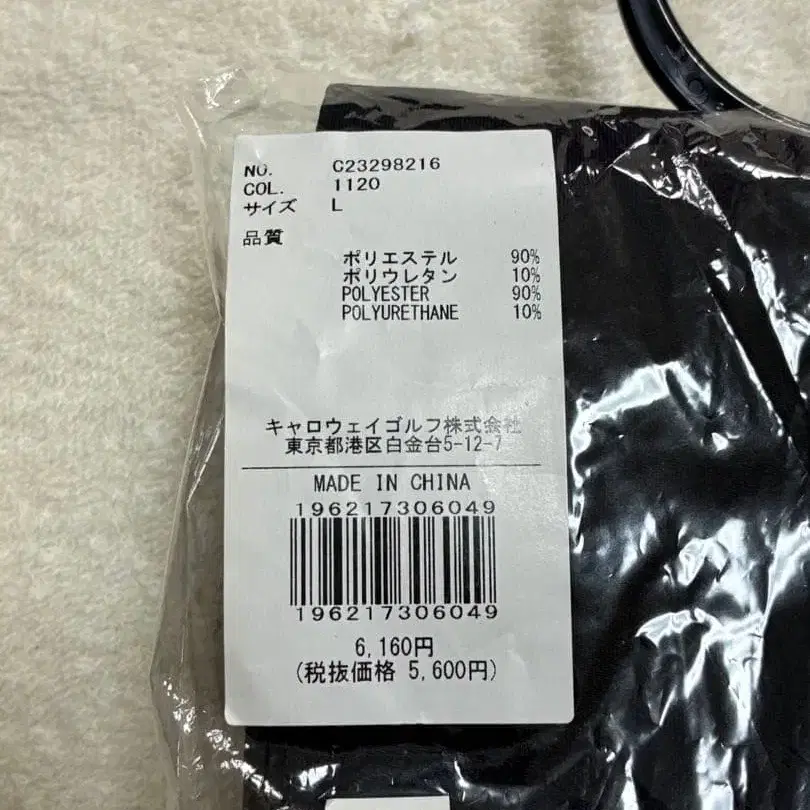 NO. C23298216
COL. 1120
サイズ L
品質
ポリエステル 90%
ポリウレタン 10%
POLYESTER 90%
POLYURETHANE 10%
キャロウェイゴルフ株式会社
東京都港区白金台5-12-7
MADE IN CHINA
196217306049
196217306049
6,160円
(税抜価格 5,600円)